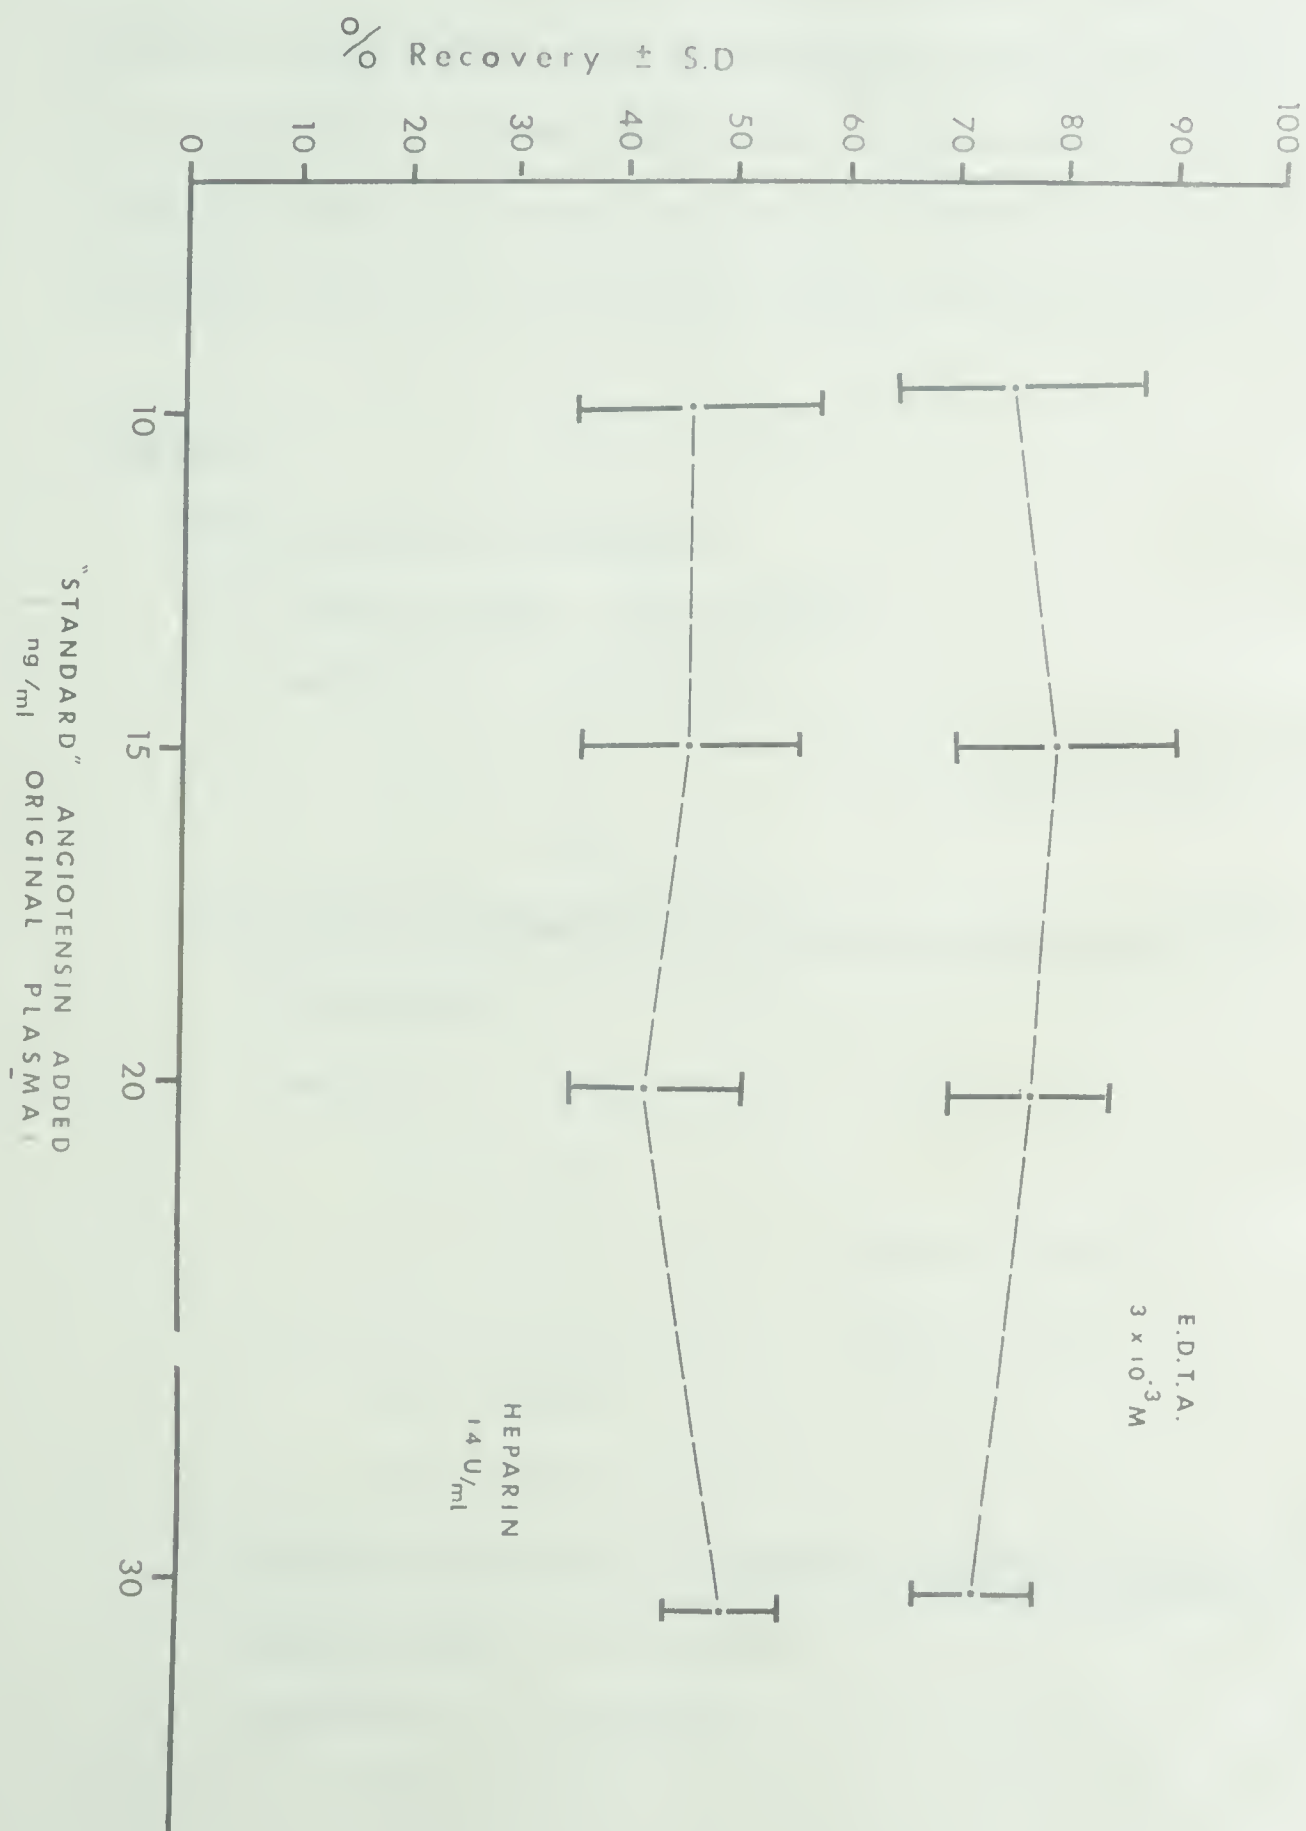 % Recovery ± S.D
100
90
80
70
60
50
40
30
20
10
0
E.D.T.A.
3 x 10⁻³ M
HEPARIN
14 U/ml
10
15
20
30
"STANDARD" ANGIOTENSIN ADDED
ng/ml ORIGINAL PLASMA